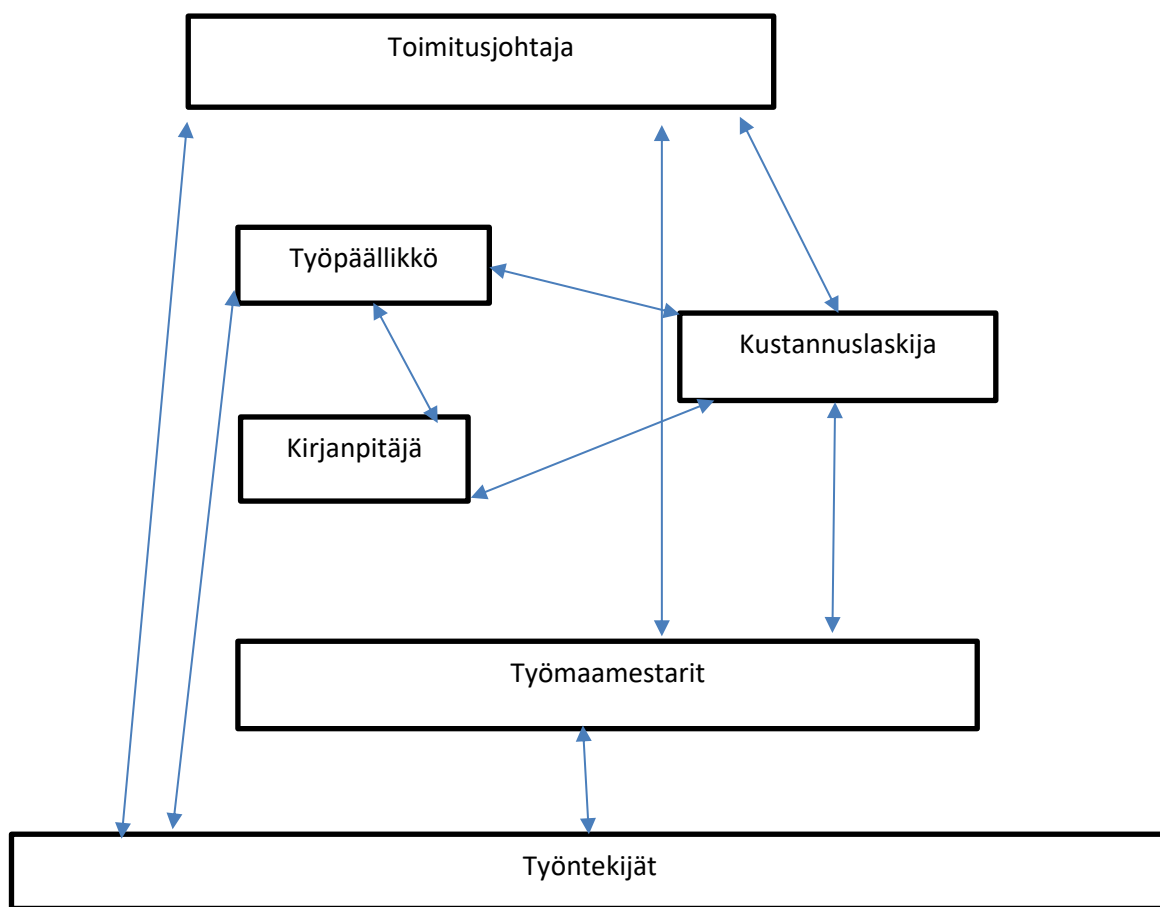 Toimitusjohtaja
Työpäällikkö
Kustannuslaskija
Kirjanpitäjä
Työmaamestarit
Työntekijät